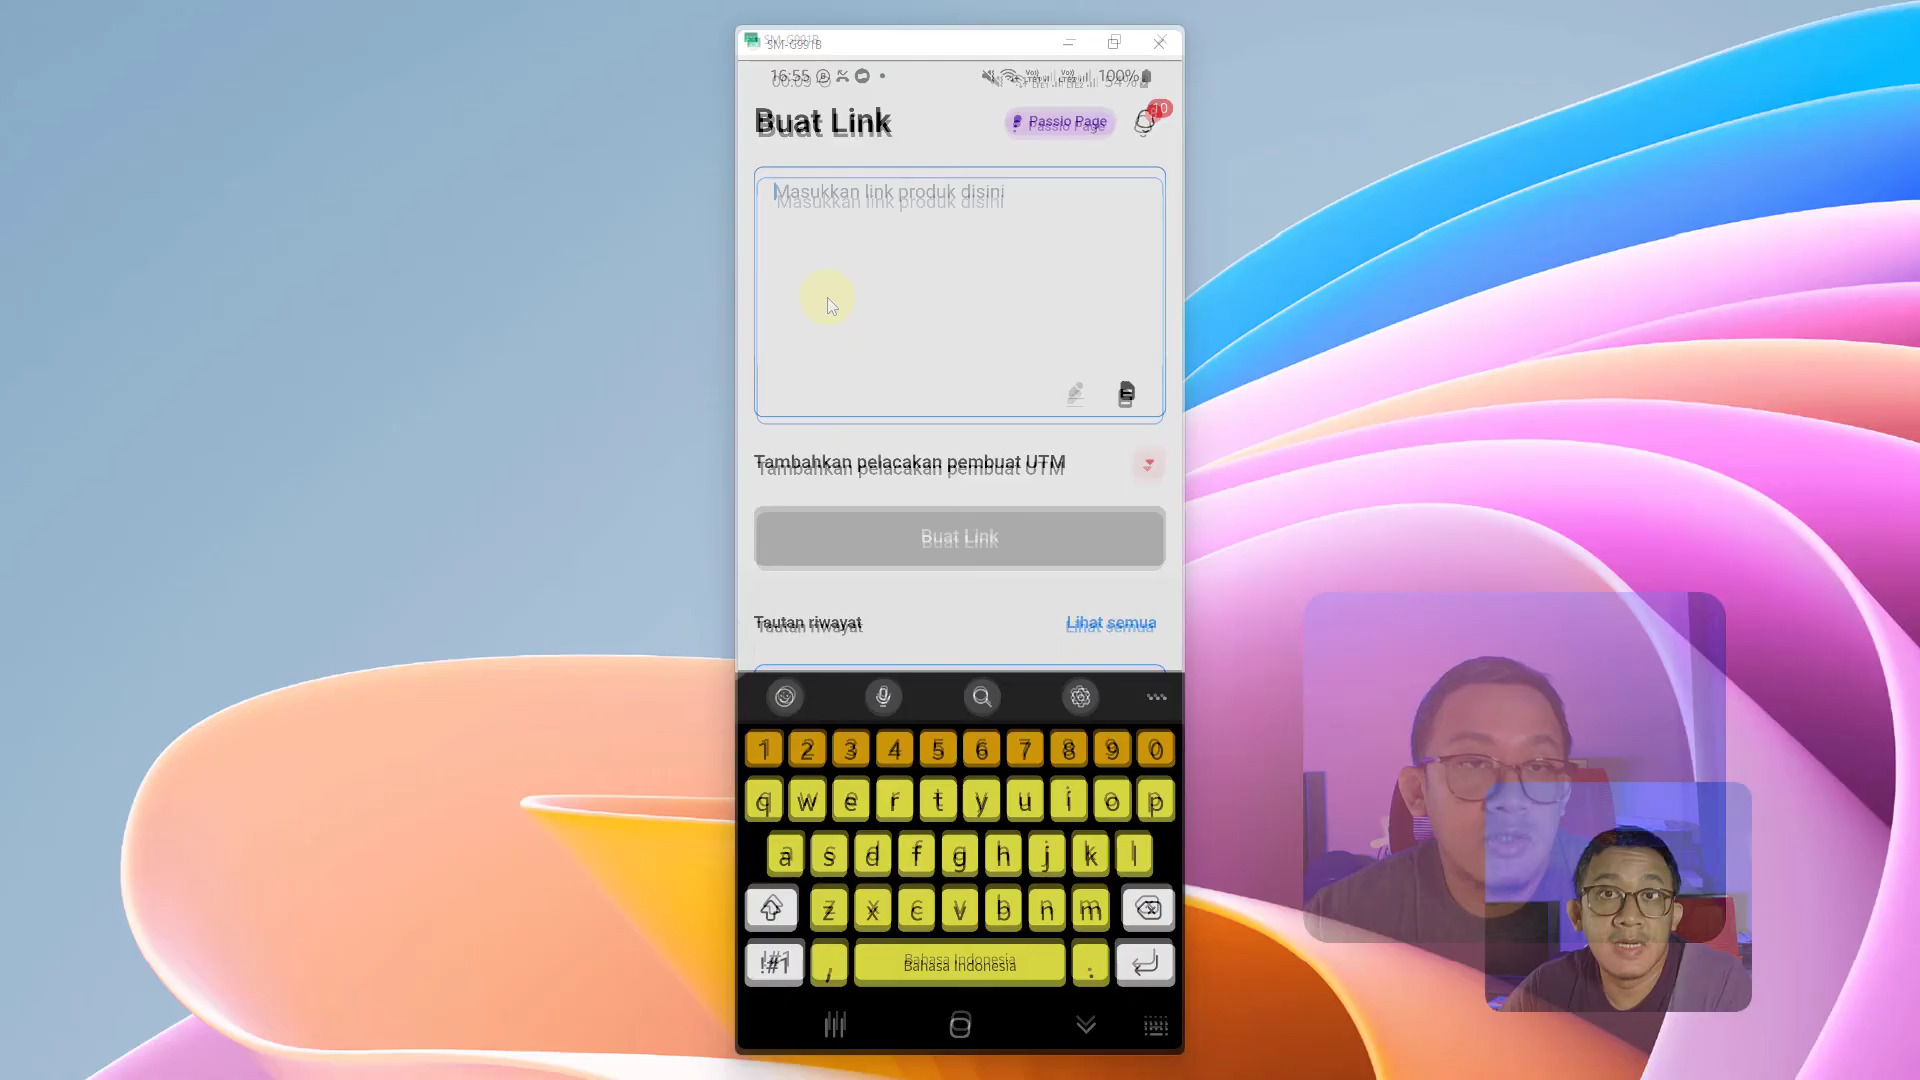 SM-G991B
16:55 100%
Buat Link
Passio Page
10
Masukkan link produk disini
Tambahkan pelacakan pembuat UTM
Buat Link
Tautan riwayat
Lihat semua
1 2 3 4 5 6 7 8 9 0
q w e r t y u i o p
a s d f g h j k l
z x c v b n m
!#1 , Bahasa Indonesia .